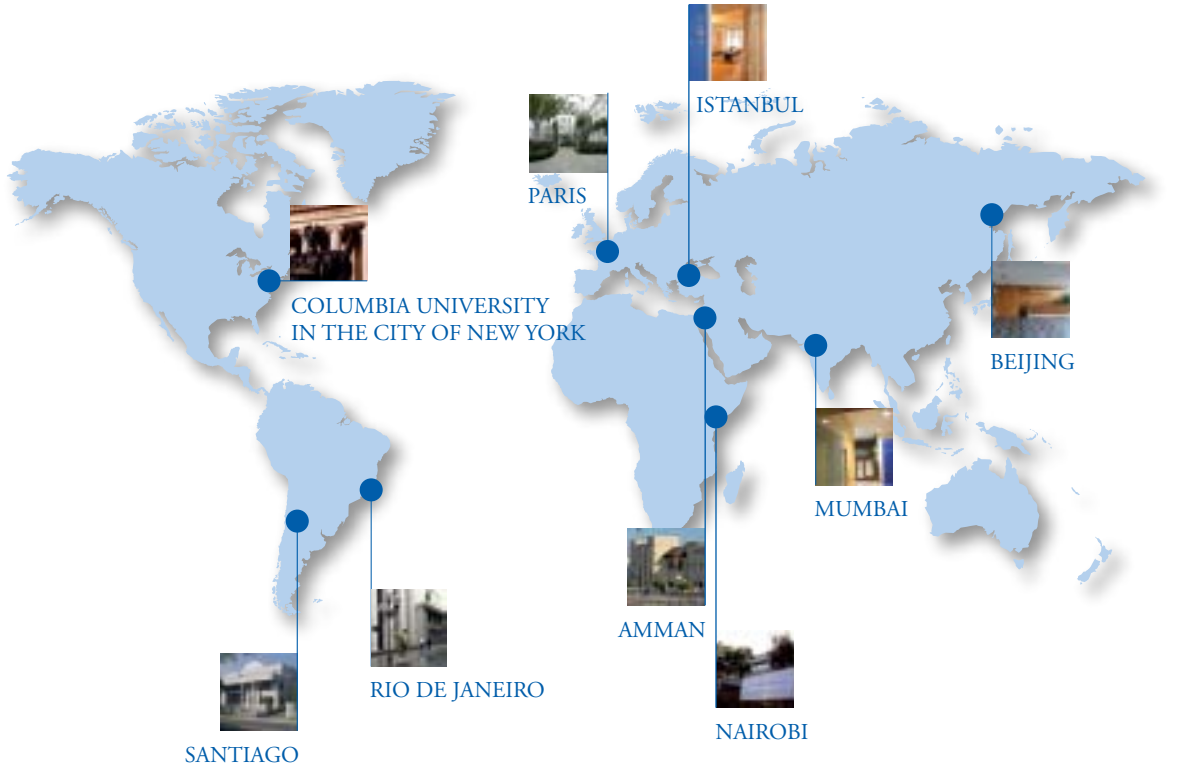 ISTANBUL
PARIS
COLUMBIA UNIVERSITY
IN THE CITY OF NEW YORK
BEIJING
MUMBAI
AMMAN
RIO DE JANEIRO
NAIROBI
SANTIAGO